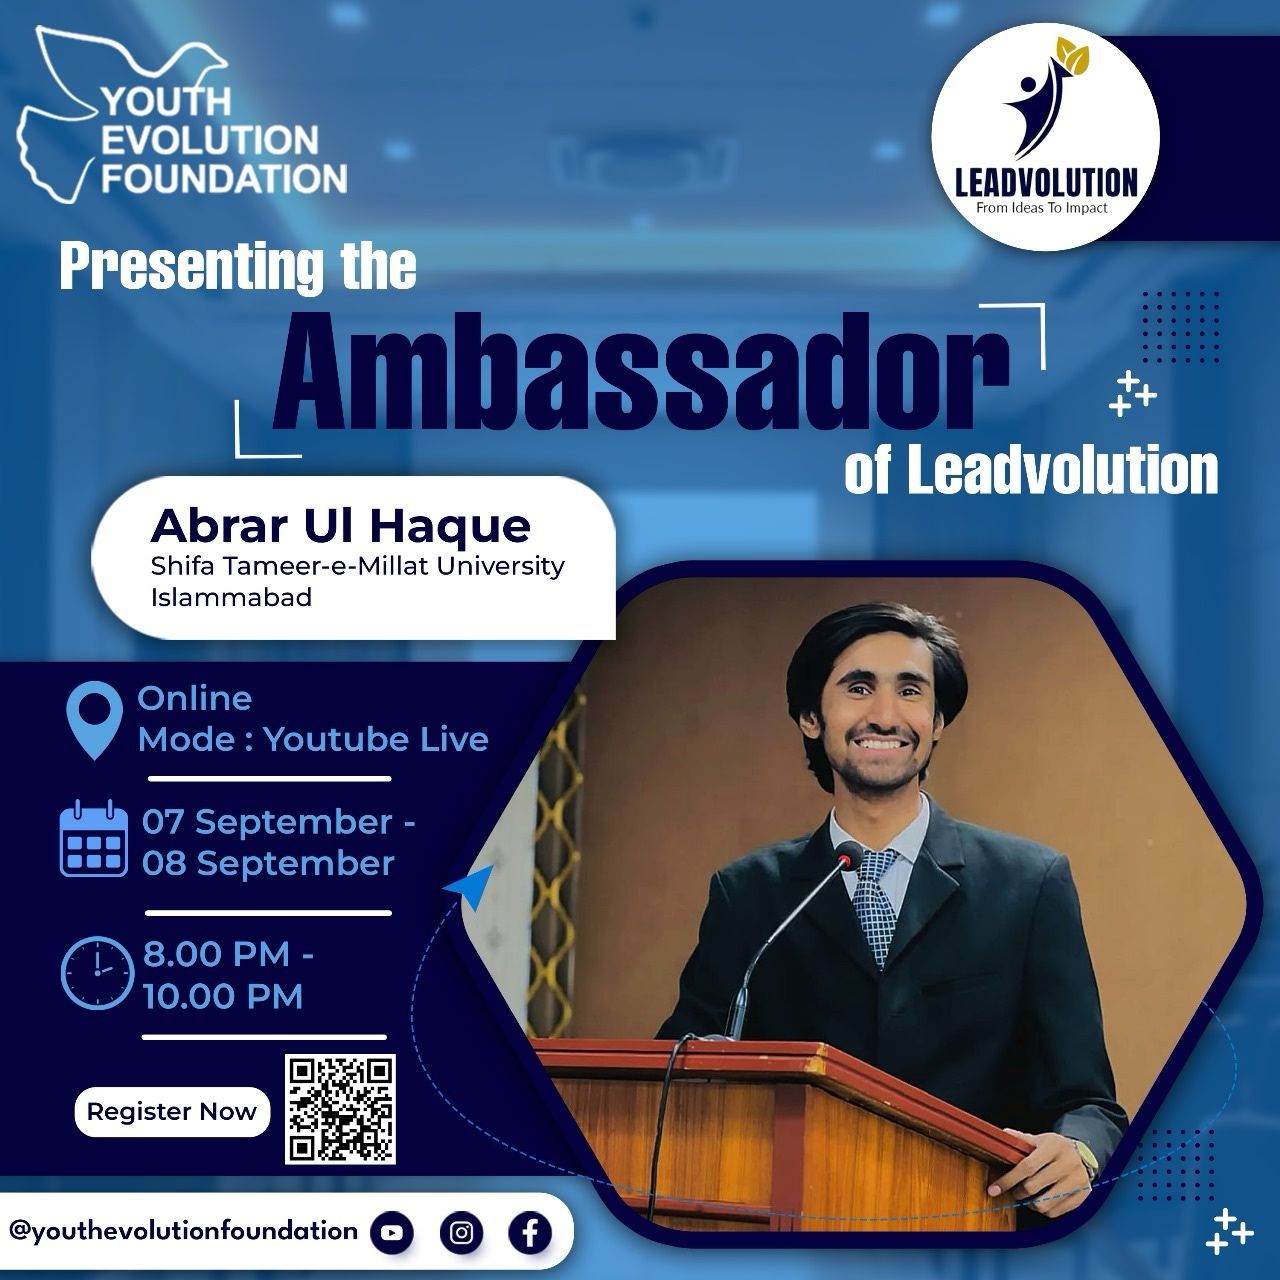 YOUTH
EVOLUTION
FOUNDATION
LEADVOLUTION
From Ideas To Impact
Presenting the
Ambassador
of Leadvolution
Abrar Ul Haque
Shifa Tameer-e-Millat University
Islammabad
Online
Mode : Youtube Live
07 September -
08 September
8.00 PM -
10.00 PM
Register Now
@youthevolutionfoundation